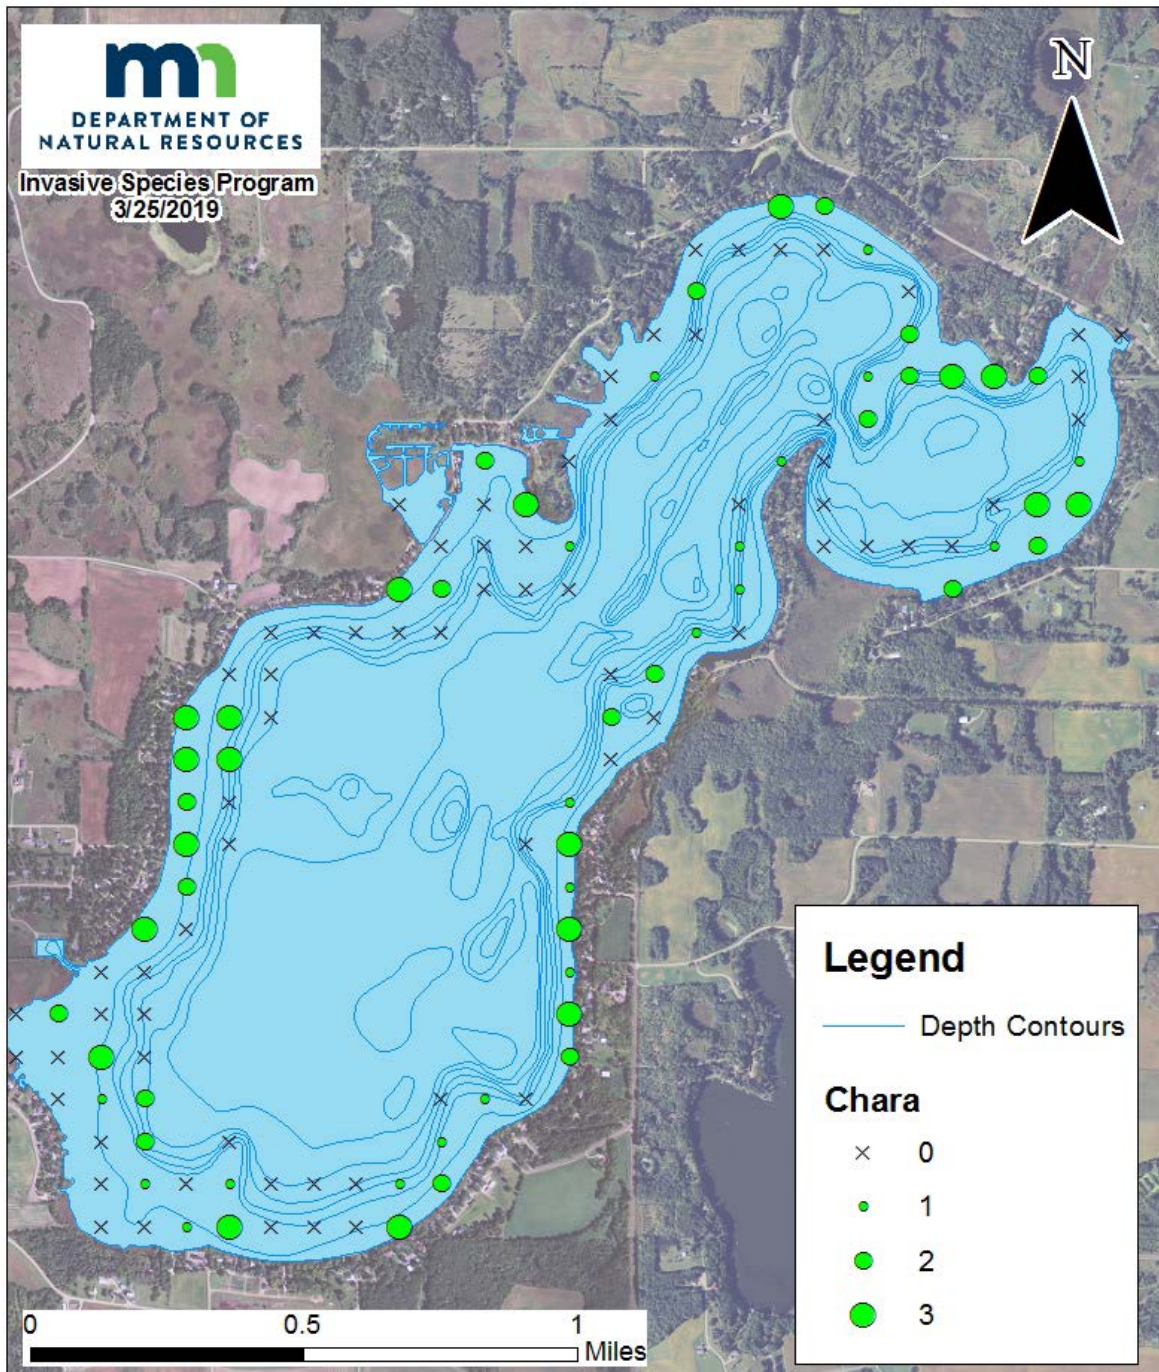 mn
DEPARTMENT OF
NATURAL RESOURCES
Invasive Species Program
3/25/2019
N
Legend
Depth Contours
Chara
0
1
2
3
0 0.5 1
Miles